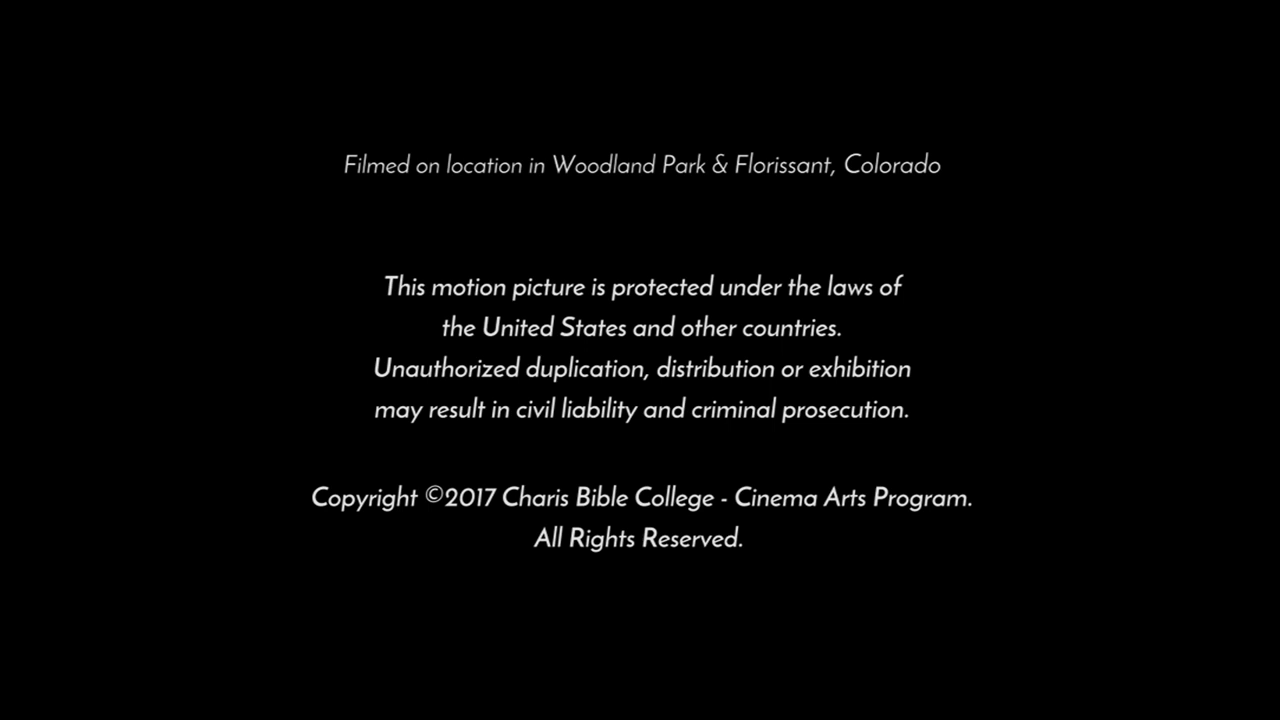 Filmed on location in Woodland Park & Florissant, Colorado
This motion picture is protected under the laws of
the United States and other countries.
Unauthorized duplication, distribution or exhibition
may result in civil liability and criminal prosecution.
Copyright ©2017 Charis Bible College - Cinema Arts Program.
All Rights Reserved.